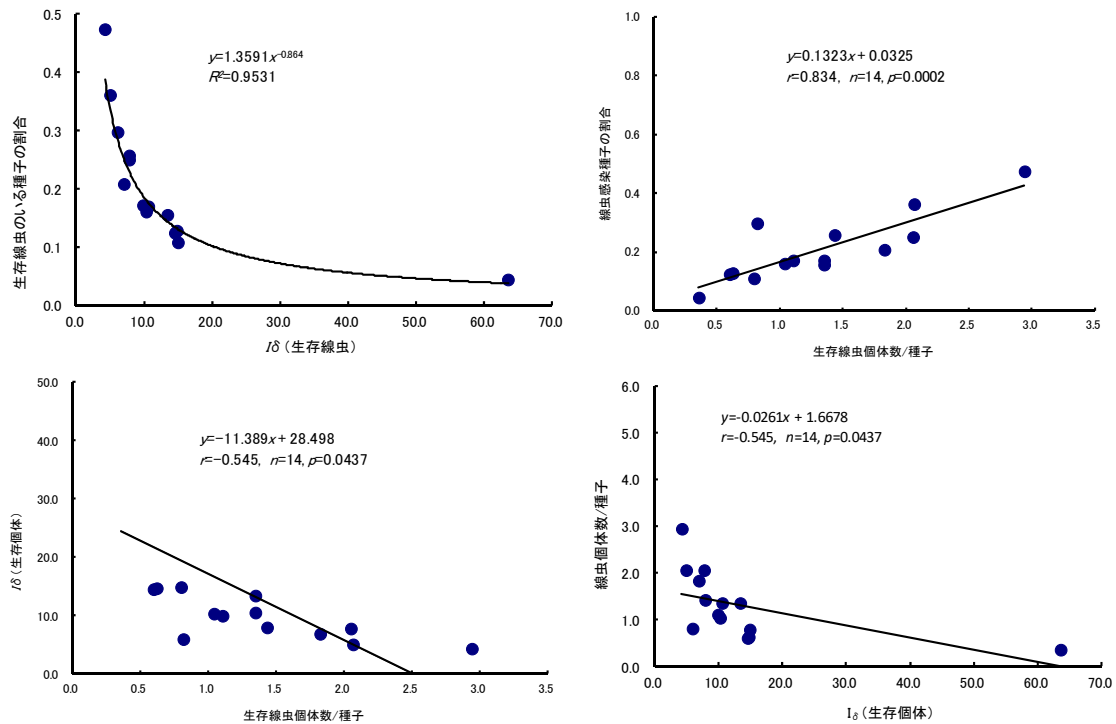 y=1.3591x-0.864
R2=0.9531
生存線虫のいる種子の割合
0.5
0.4
0.3
0.2
0.1
0.0
0.0 10.0 20.0 30.0 40.0 50.0 60.0 70.0
Iδ(生存線虫)
y=0.1323x+0.0325
r=0.834, n=14, p=0.0002
線虫感染種子の割合
1.0
0.8
0.6
0.4
0.2
0.0
0.0 0.5 1.0 1.5 2.0 2.5 3.0 3.5
生存線虫個体数/種子
y=-11.389x+28.498
r=-0.545, n=14, p=0.0437
Iδ(生存個体)
50.0
40.0
30.0
20.0
10.0
0.0
0.0 0.5 1.0 1.5 2.0 2.5 3.0 3.5
生存線虫個体数/種子
y=-0.0261x+1.6678
r=-0.545, n=14, p=0.0437
線虫個体数/種子
6.0
5.0
4.0
3.0
2.0
1.0
0.0
0.0 10.0 20.0 30.0 40.0 50.0 60.0 70.0
Iδ(生存個体)